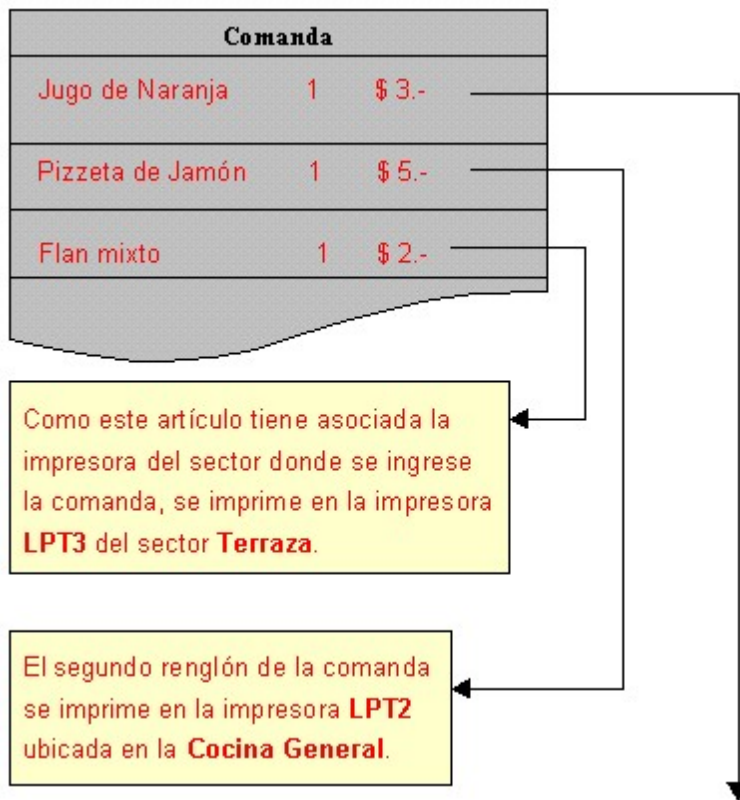 Comanda
Jugo de Naranja 1 $ 3.-
Pizzeta de Jamón 1 $ 5.-
Flan mixto 1 $ 2.-
Como este artículo tiene asociada la
impresora del sector donde se ingrese
la comanda, se imprime en la impresora
LPT3 del sector Terraza.
El segundo renglón de la comanda
se imprime en la impresora LPT2
ubicada en la Cocina General.